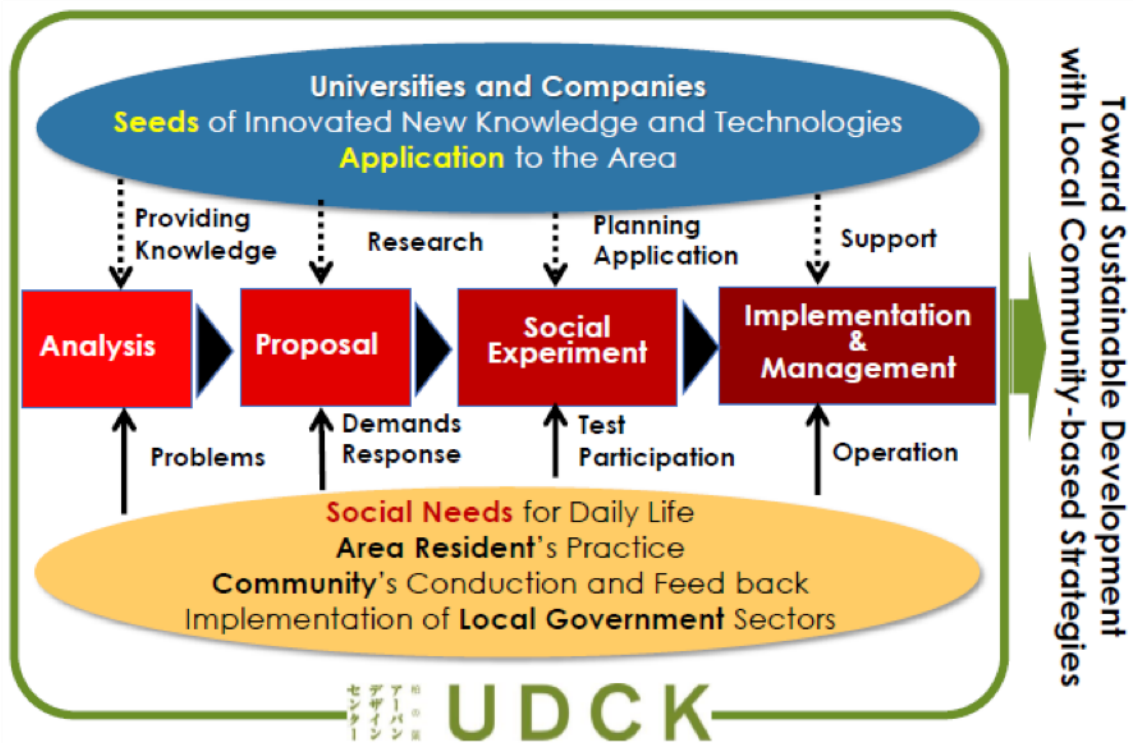 Universities and Companies
Seeds of Innovated New Knowledge and Technologies
Application to the Area
Providing
Knowledge
Research
Planning
Application
Support
Analysis
Proposal
Social
Experiment
Implementation
&
Management
Problems
Demands
Response
Test
Participation
Operation
Social Needs for Daily Life
Area Resident's Practice
Community's Conduction and Feed back
Implementation of Local Government Sectors
柏の葉
アーバン
デザイン
センター
UDCK
Toward Sustainable Development
with Local Community-based Strategies